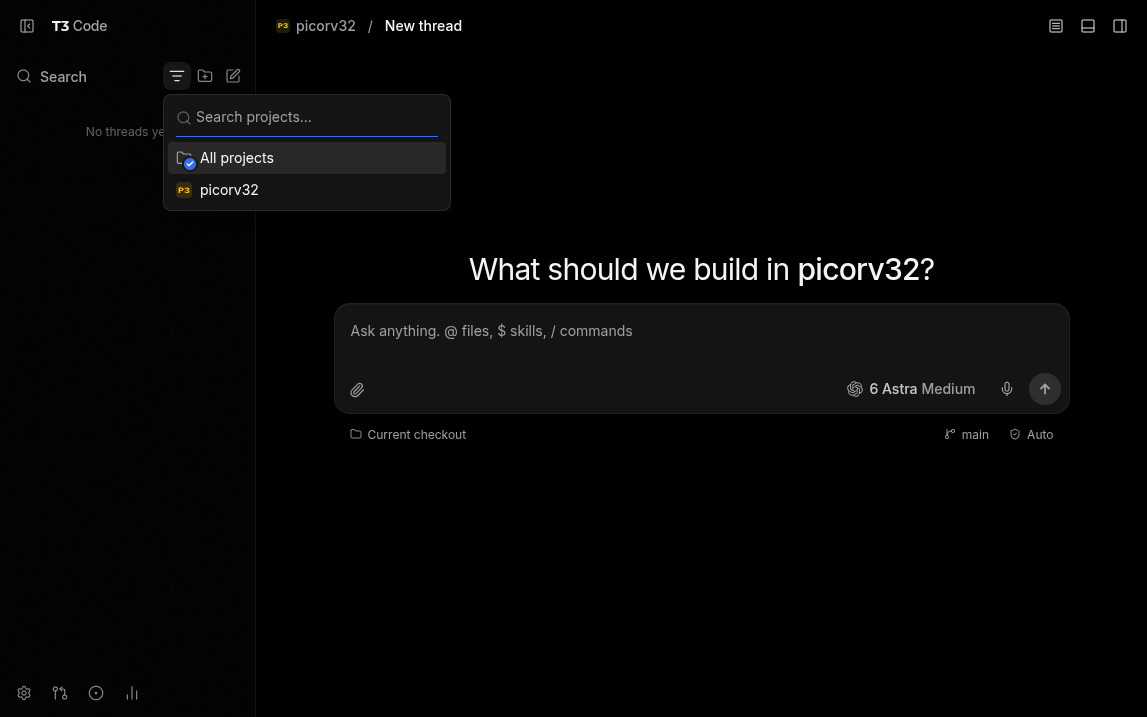 T3 Code
P3 picorv32 / New thread
Search
No threads ye
Search projects...
All projects
P3 picorv32
What should we build in picorv32?
Ask anything. @ files, $ skills, / commands
6 Astra Medium
Current checkout
main
Auto